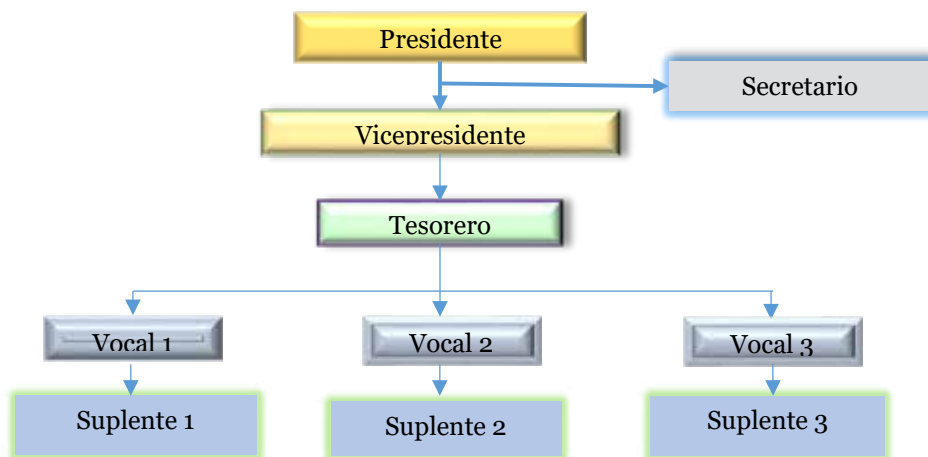 Presidente
Secretario
Vicepresidente
Tesorero
Vocal 1
Vocal 2
Vocal 3
Suplente 1
Suplente 2
Suplente 3